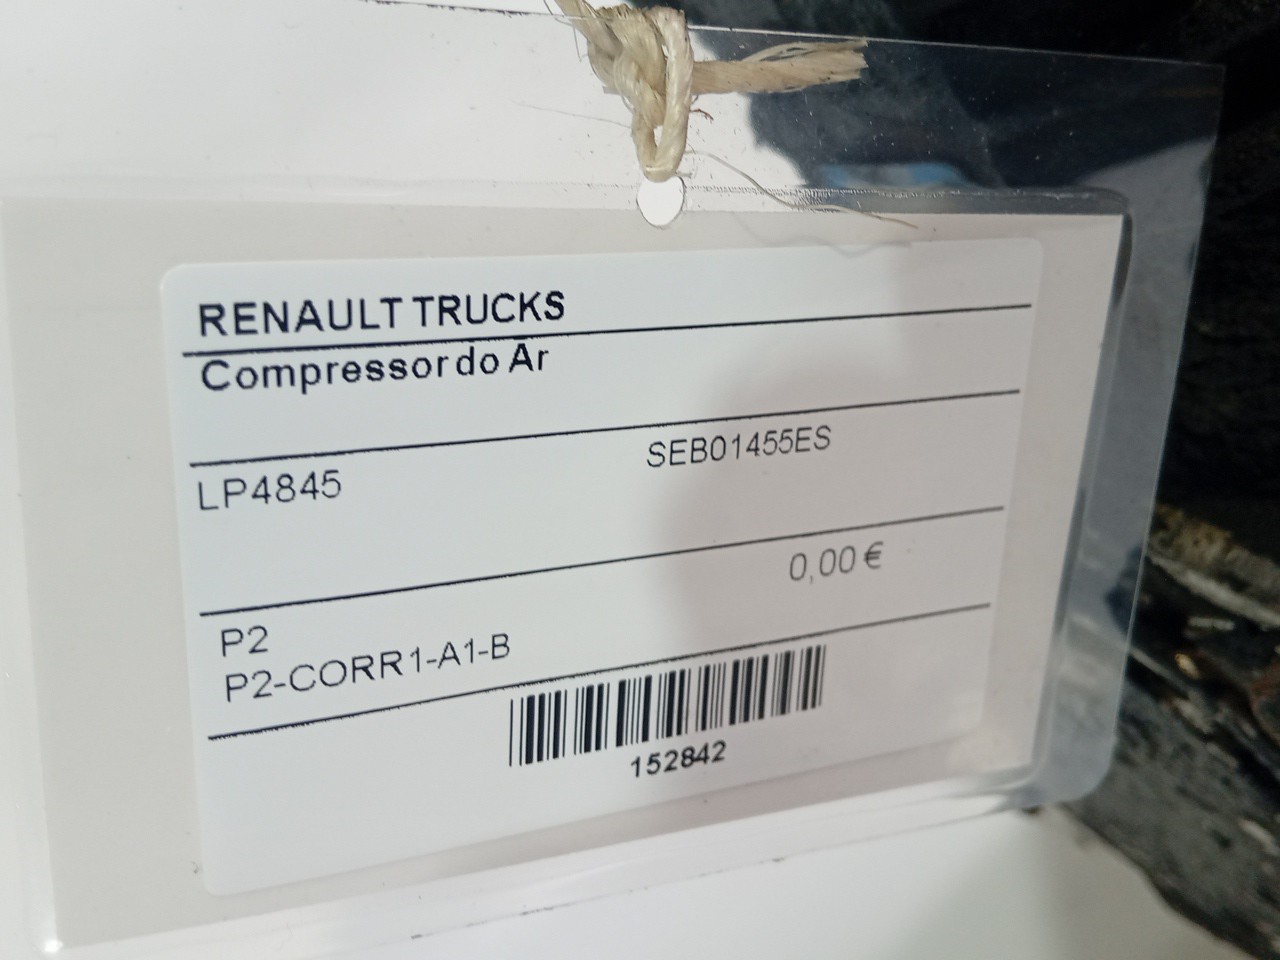 RENAULT TRUCKS
Compressor do Ar
LP4845 SEB01455ES
0,00 €
P2
P2-CORR1-A1-B
152842